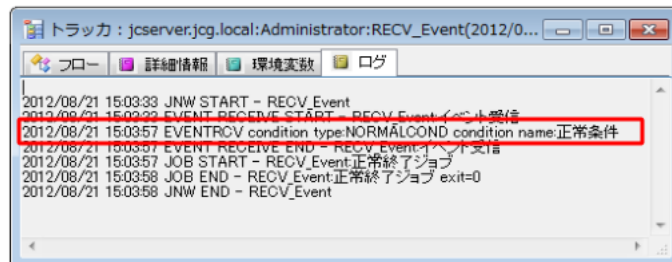 トラッカ : jcserver.jcg.local:Administrator:RECV_Event(2012/0...
フロー 詳細情報 環境変数 ログ
2012/08/21 15:03:33 JNW START - RECV_Event
2012/08/21 15:03:33 EVENT RECEIVE START - RECV_Event:イベント受信
2012/08/21 15:03:57 EVENTRCV condition type:NORMALCOND condition name:正常条件
2012/08/21 15:03:57 EVENT RECEIVE END - RECV_Event:イベント受信
2012/08/21 15:03:57 JOB START - RECV_Event:正常終了ジョブ
2012/08/21 15:03:58 JOB END - RECV_Event:正常終了ジョブ exit=0
2012/08/21 15:03:58 JNW END - RECV_Event